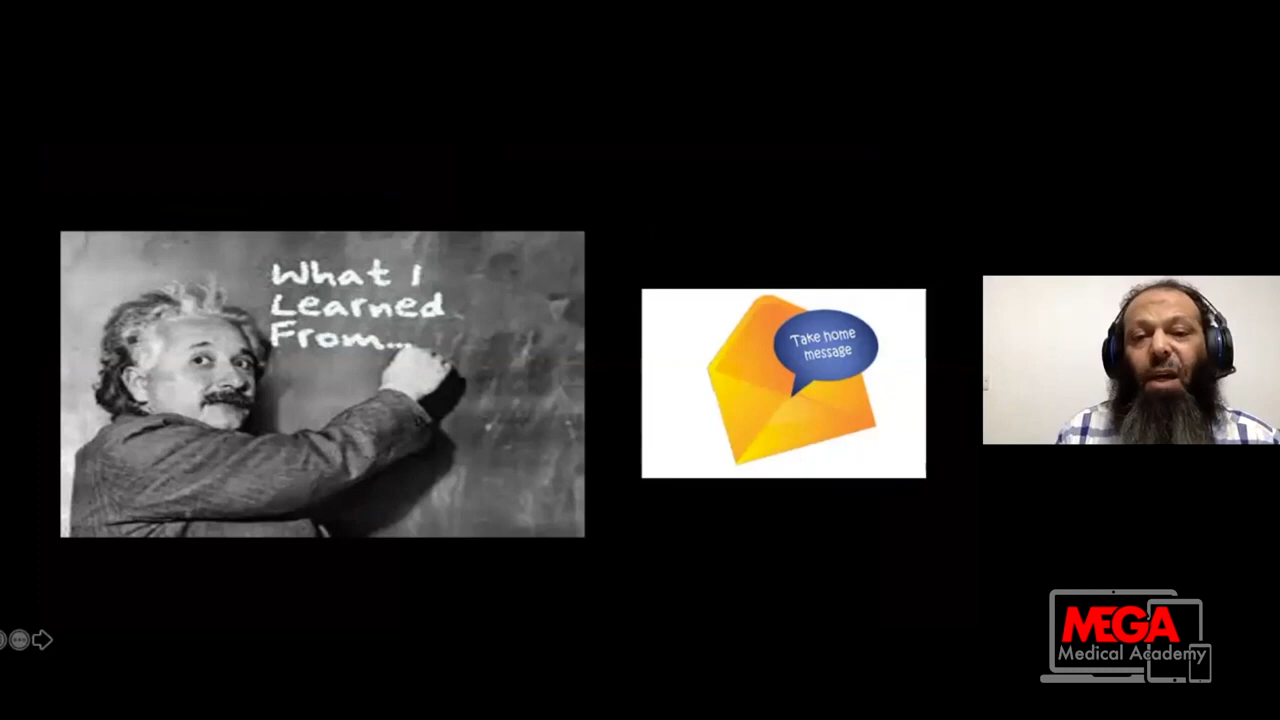 What I
Learned
From...
Take home
message
MEGA
Medical Academy